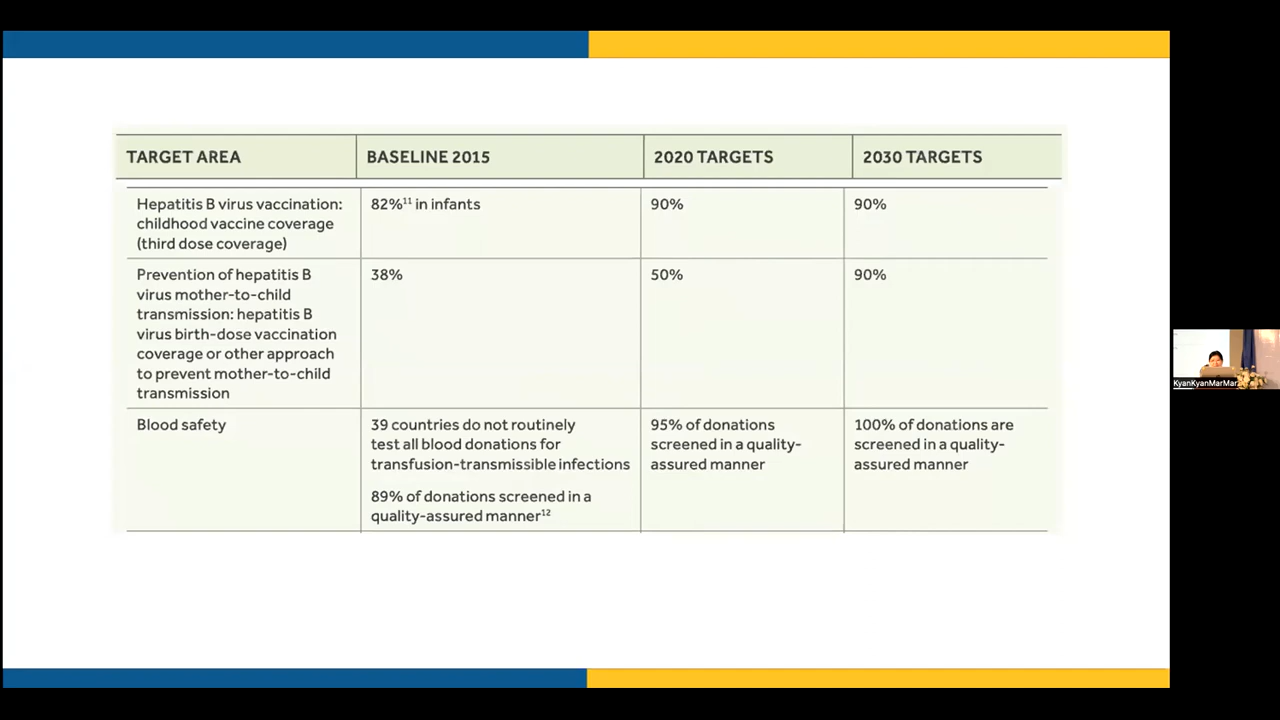 TARGET AREA
BASELINE 2015
2020 TARGETS
2030 TARGETS
Hepatitis B virus vaccination:
childhood vaccine coverage
(third dose coverage)
82%¹¹ in infants
90%
90%
Prevention of hepatitis B
virus mother-to-child
transmission: hepatitis B
virus birth-dose vaccination
coverage or other approach
to prevent mother-to-child
transmission
38%
50%
90%
Blood safety
39 countries do not routinely
test all blood donations for
transfusion-transmissible infections
89% of donations screened in a
quality-assured manner¹²
95% of donations
screened in a quality-
assured manner
100% of donations are
screened in a quality-
assured manner